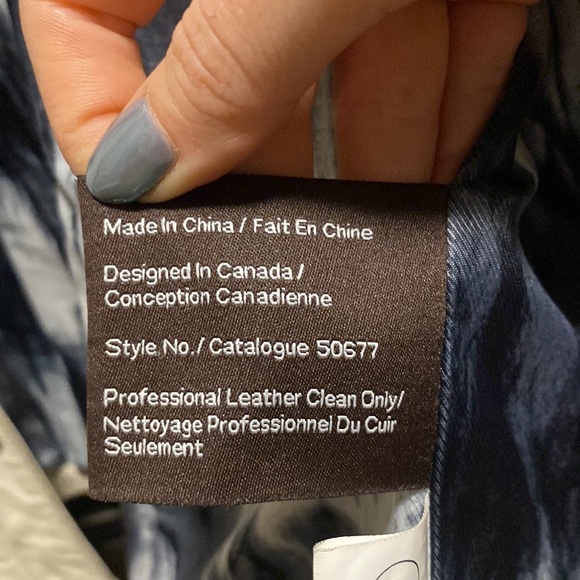 Made In China / Fait En Chine
Designed In Canada /
Conception Canadienne
Style No./ Catalogue 50677
Professional Leather Clean Only/
Nettoyage Professionnel Du Cuir
Seulement